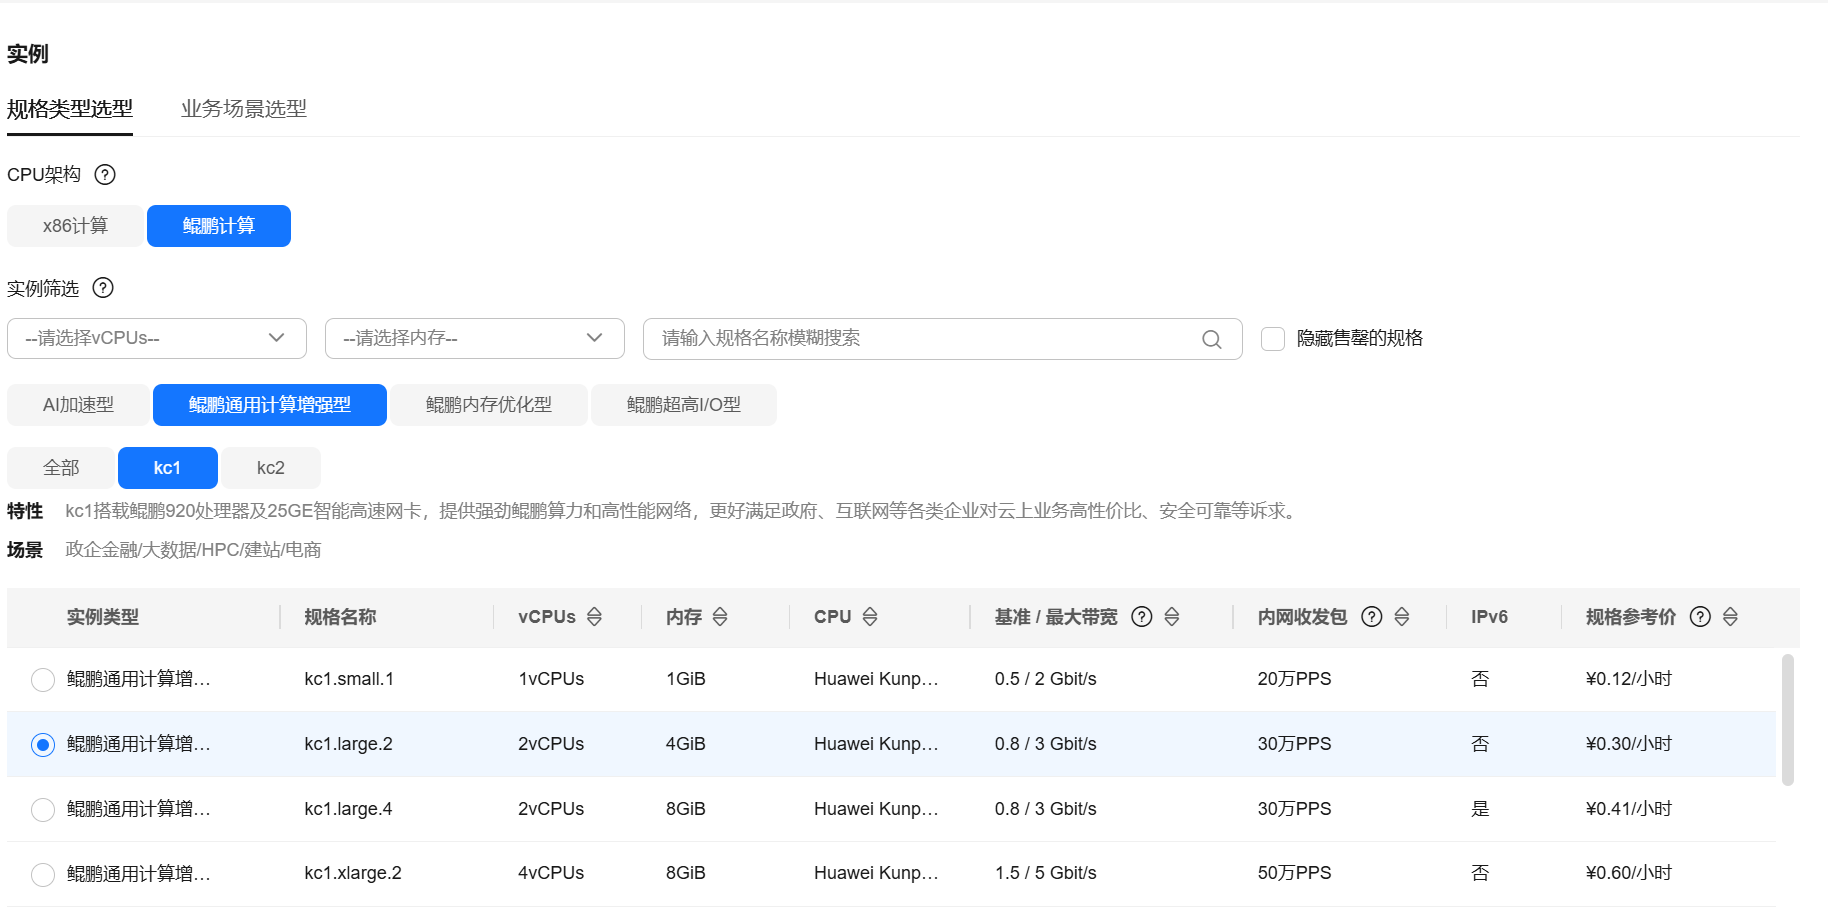 实例
规格类型选型 业务场景选型
CPU架构 ?
x86计算 鲲鹏计算
实例筛选 ?
--请选择vCPUs-- --请选择内存-- 请输入规格名称模糊搜索 隐藏售罄的规格
AI加速型 鲲鹏通用计算增强型 鲲鹏内存优化型 鲲鹏超高I/O型
全部 kc1 kc2
特性 kc1搭载鲲鹏920处理器及25GE智能高速网卡，提供强劲鲲鹏算力和高性能网络，更好满足政府、互联网等各类企业对云上业务高性价比、安全可靠等诉求。
场景 政企金融/大数据/HPC/建站/电商
实例类型 规格名称 vCPUs 内存 CPU 基准 / 最大带宽 ? 内网收发包 ? IPv6 规格参考价 ?
鲲鹏通用计算增… kc1.small.1 1vCPUs 1GiB Huawei Kunp… 0.5 / 2 Gbit/s 20万PPS 否 ¥0.12/小时
鲲鹏通用计算增… kc1.large.2 2vCPUs 4GiB Huawei Kunp… 0.8 / 3 Gbit/s 30万PPS 否 ¥0.30/小时
鲲鹏通用计算增… kc1.large.4 2vCPUs 8GiB Huawei Kunp… 0.8 / 3 Gbit/s 30万PPS 是 ¥0.41/小时
鲲鹏通用计算增… kc1.xlarge.2 4vCPUs 8GiB Huawei Kunp… 1.5 / 5 Gbit/s 50万PPS 否 ¥0.60/小时